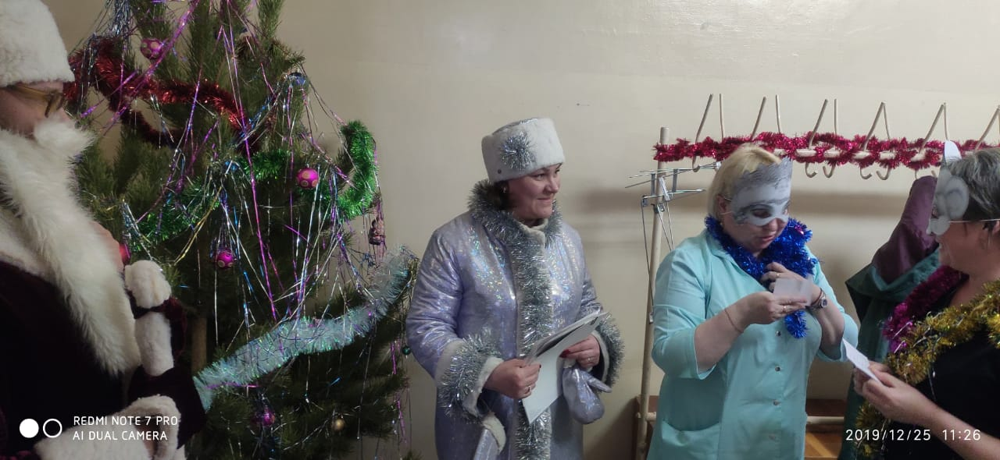 REDMI NOTE 7 PRO
AI DUAL CAMERA
2019/12/25 11:26